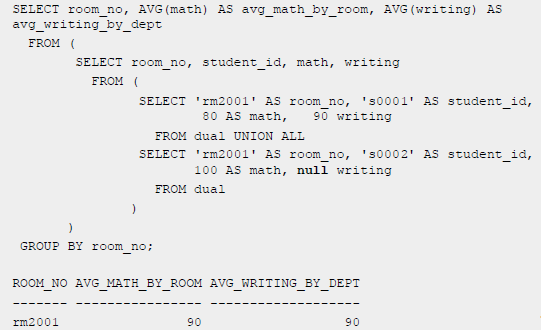 SELECT room_no, AVG(math) AS avg_math_by_room, AVG(writing) AS
avg_writing_by_dept
FROM (
SELECT room_no, student_id, math, writing
FROM (
SELECT 'rm2001' AS room_no, 's0001' AS student_id,
80 AS math, 90 writing
FROM dual UNION ALL
SELECT 'rm2001' AS room_no, 's0002' AS student_id,
100 AS math, null writing
FROM dual
)
)
GROUP BY room_no;
ROOM_NO AVG_MATH_BY_ROOM AVG_WRITING_BY_DEPT
------- ---------------- -------------------
rm2001 90 90